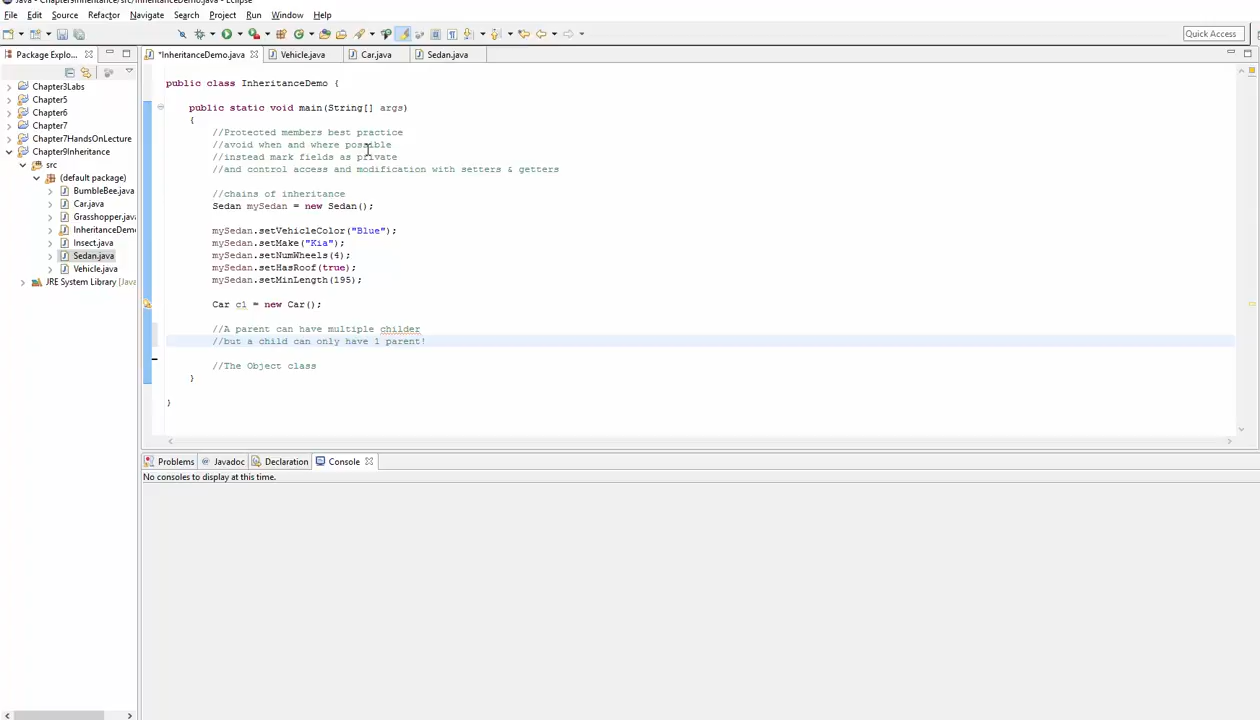 Java - Chapter9Inheritance/src/InheritanceDemo.java - Eclipse
File Edit Source Refactor Navigate Search Project Run Window Help
Quick Access
Package Explo...
*InheritanceDemo.java Vehicle.java Car.java Sedan.java
Chapter3Labs
Chapter5
Chapter6
Chapter7
Chapter7HandsOnLecture
Chapter9Inheritance
src
(default package)
BumbleBee.java
Car.java
Grasshopper.java
InheritanceDemo
Insect.java
Sedan.java
Vehicle.java
JRE System Library [Java
public class InheritanceDemo {
public static void main(String[] args)
{
//Protected members best practice
//avoid when and where possible
//instead mark fields as private
//and control access and modification with setters & getters
//chains of inheritance
Sedan mySedan = new Sedan();
mySedan.setVehicleColor("Blue");
mySedan.setMake("Kia");
mySedan.setNumWheels(4);
mySedan.setHasRoof(true);
mySedan.setMinLength(195);
Car c1 = new Car();
//A parent can have multiple childer
//but a child can only have 1 parent!
//The Object class
}
}
Problems Javadoc Declaration Console
No consoles to display at this time.